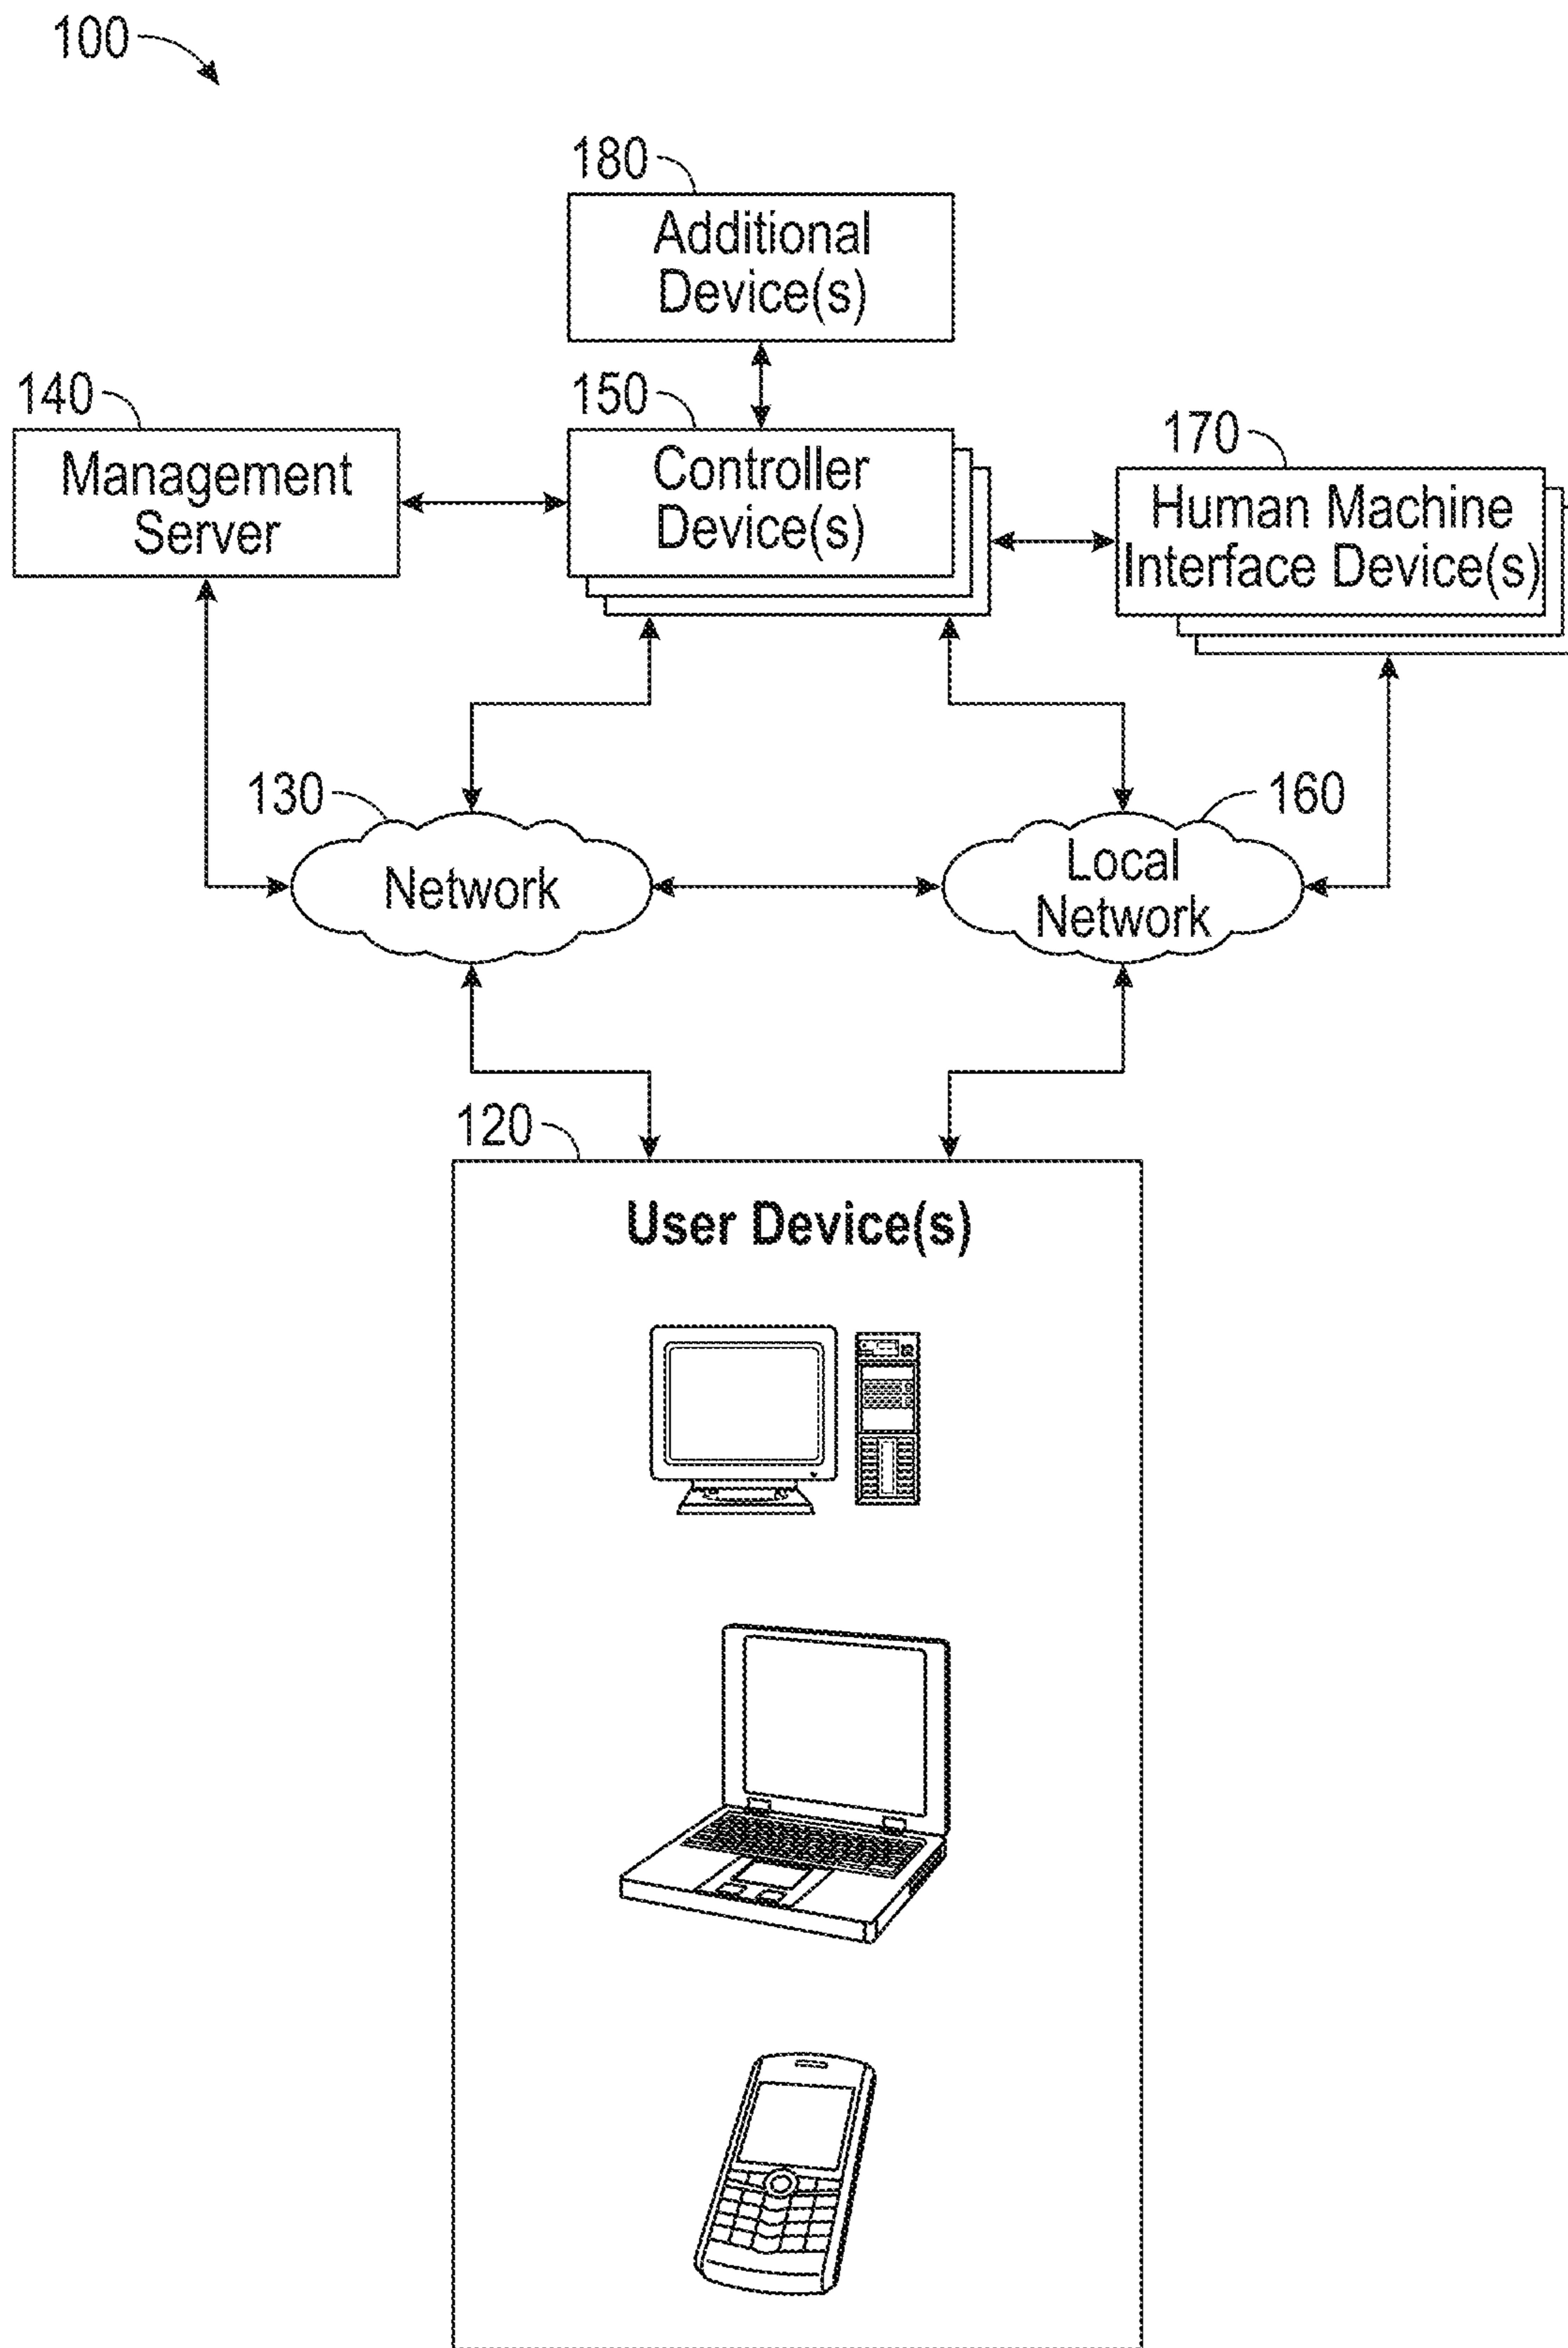 100
180
Additional
Device(s)
140
Management
Server
150
Controller
Device(s)
170
Human Machine
Interface Device(s)
130
Network
160
Local
Network
120
User Device(s)